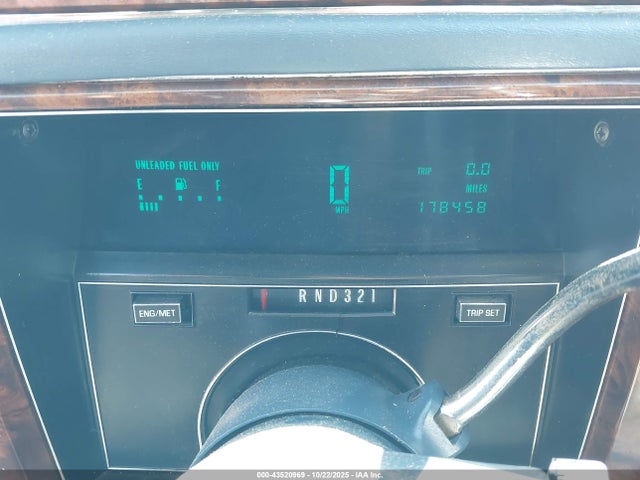 UNLEADED FUEL ONLY
E F
0
MPH
TRIP 0.0
MILES
178458
RND321
ENG/MET
TRIP SET
000-43520969 - 10/22/2025 - IAA Inc.